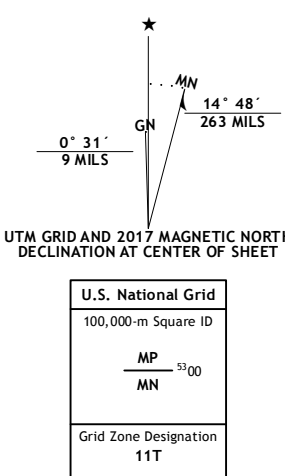 ★
MN
14° 48´
263 MILS
GN
0° 31´
9 MILS
UTM GRID AND 2017 MAGNETIC NORTH
DECLINATION AT CENTER OF SHEET
U.S. National Grid
100,000-m Square ID
MP
5300
MN
Grid Zone Designation
11T